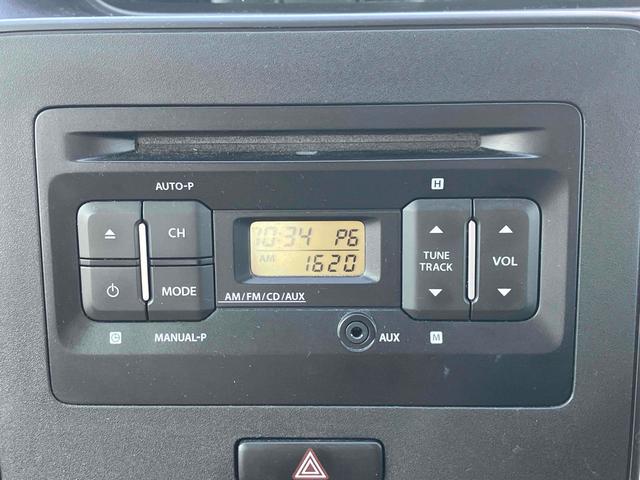 AUTO-P
H
CH
TUNE
TRACK
VOL
10:34 P6
AM 1620
MODE
AM/FM/CD/AUX
MANUAL-P
AUX
M